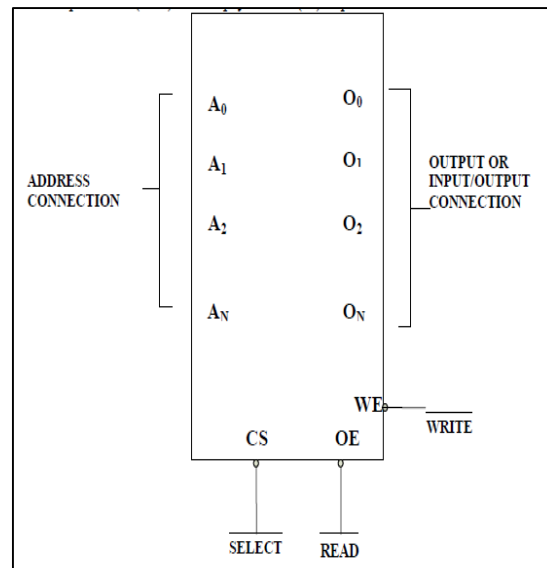 A0 O0
A1 O1
ADDRESS
CONNECTION
OUTPUT OR
INPUT/OUTPUT
CONNECTION
A2 O2
AN ON
WE
WRITE
CS OE
SELECT READ